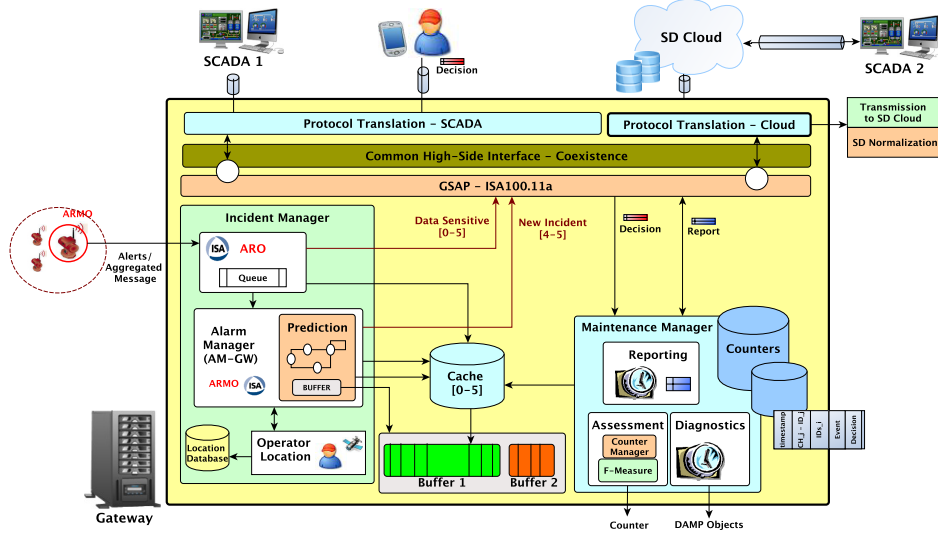 SCADA 1
Decision
SD Cloud
SCADA 2
Protocol Translation – SCADA
Protocol Translation – Cloud
Transmission
to SD Cloud
SD Normalization
Common High-Side Interface – Coexistence
GSAP – ISA100.11a
ARMO
Alerts/
Aggregated
Message
Incident Manager
ISA
ARO
Queue
Data Sensitive
[0-5]
New Incident
[4-5]
Decision
Report
Alarm
Manager
(AM-GW)
ARMO
ISA
Prediction
BUFFER
Cache
[0-5]
Maintenance Manager
Reporting
Counters
Assessment
Counter
Manager
F-Measure
Diagnostics
timestamp
CH_j - ID_j
IDs_i
Event
Decision
Location
Database
Operator
Location
Buffer 1
Buffer 2
Gateway
Counter
DAMP Objects